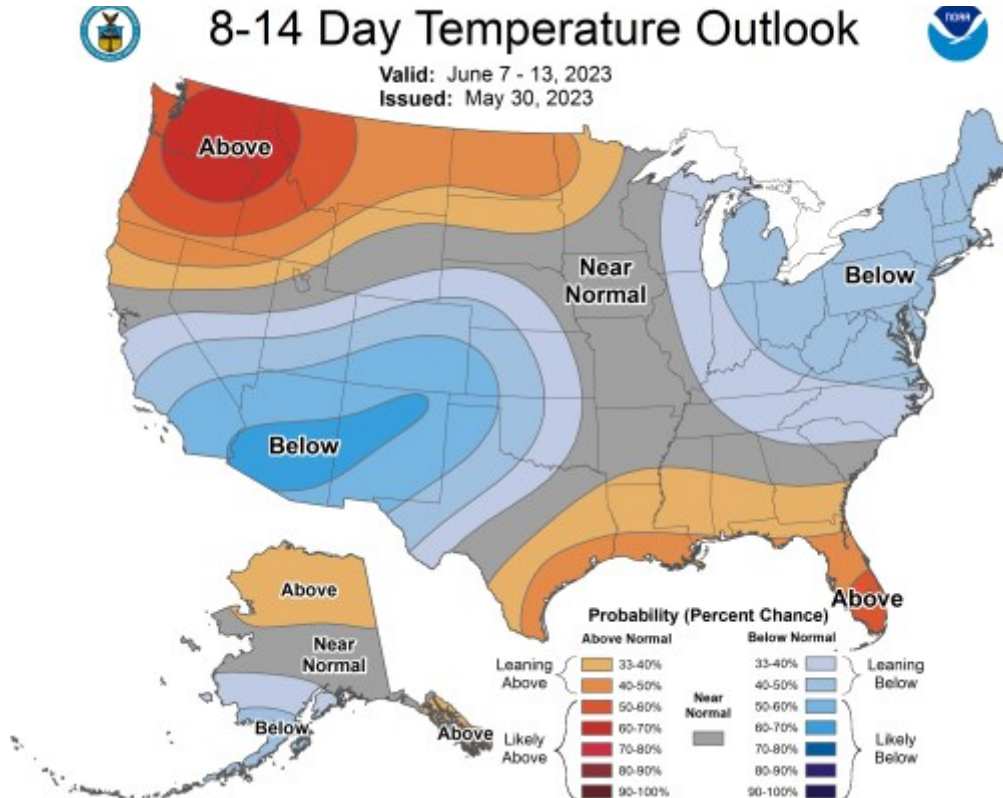 8-14 Day Temperature Outlook
NOAA
Valid: June 7 - 13, 2023
Issued: May 30, 2023
Above
Near
Normal
Below
Below
Above
Near
Normal
Below
Above
Above
Probability (Percent Chance)
Above Normal
Below Normal
Leaning
Above
33-40%
40-50%
Likely
Above
50-60%
60-70%
70-80%
80-90%
90-100%
Near
Normal
33-40%
40-50%
Leaning
Below
50-60%
60-70%
70-80%
80-90%
90-100%
Likely
Below